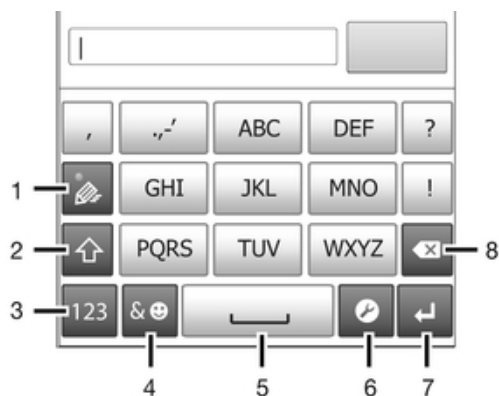 , .,-′ ABC DEF ?
1 GHI JKL MNO !
2 PQRS TUV WXYZ 8
3 123 &
4 5 6 7